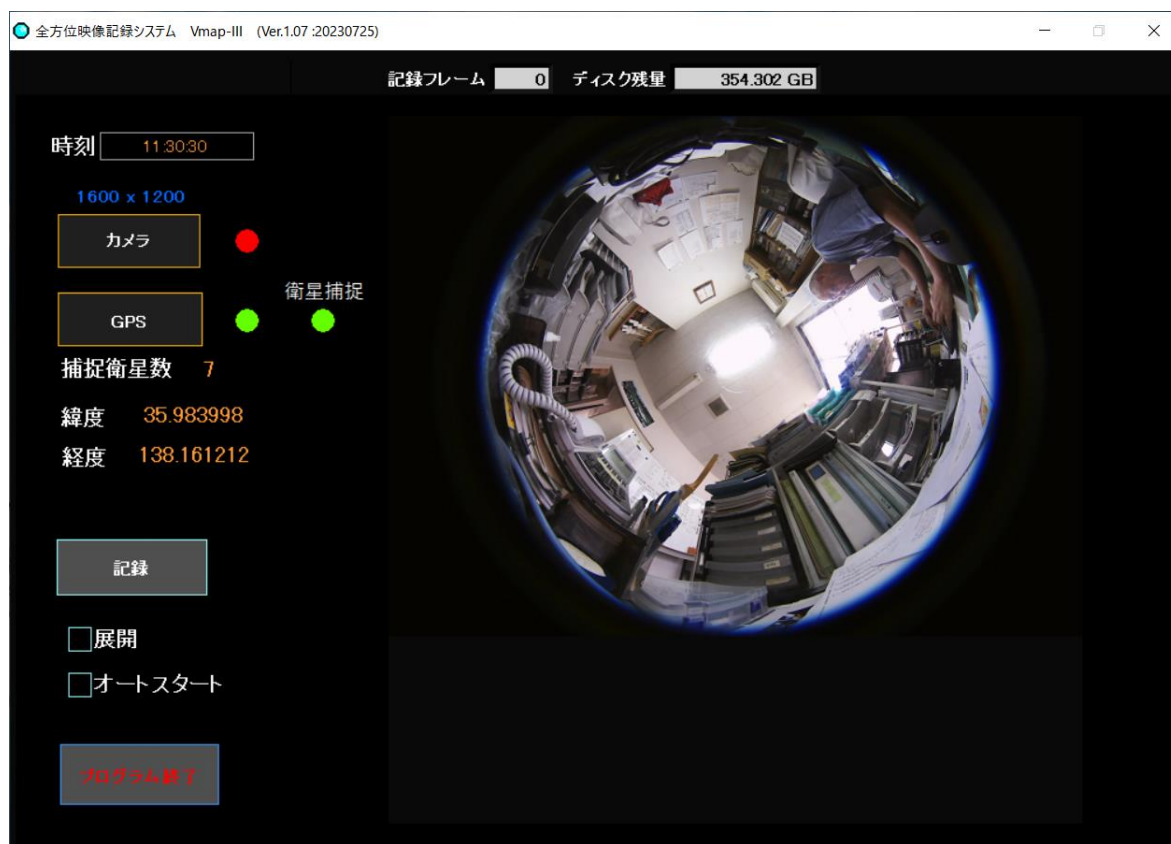 全方位映像記録システム Vmap-III (Ver.1.07 :20230725)
記録フレーム 0 ディスク残量 354.302 GB
時刻 11:30:30
1600 x 1200
カメラ
衛星捕捉
GPS
捕捉衛星数 7
緯度 35.983998
経度 138.161212
記録
展開
オートスタート
プログラム終了